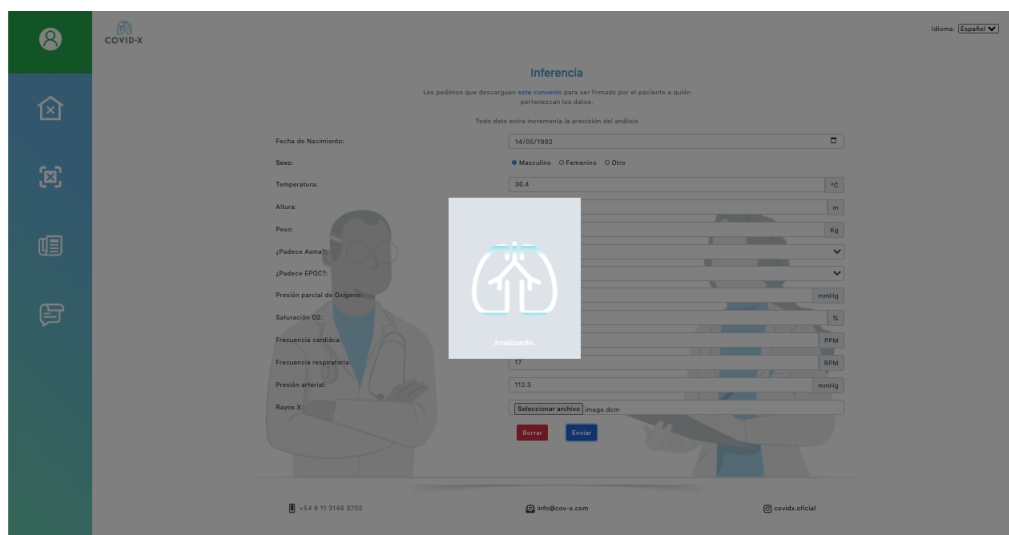 COVID-X
Idioma: Español
Inferencia
Les pedimos que descarguen este convenio para ser firmado por el paciente a quién
pertenezcan los datos.
Todo dato extra incrementa la precisión del análisis
Fecha de Nacimiento: 14/05/1992
Sexo: Masculino Femenino Otro
Temperatura: 36.4 °C
Altura: m
Peso: Kg
¿Padece Asma?:
¿Padece EPOC?:
Presión parcial de Oxígeno: mmHg
Saturación O2: %
Frecuencia cardiáca: PPM
Analizando...
Frecuencia respiratoria: 17 RPM
Presión arterial: 112.3 mmHg
Rayos X: Seleccionar archivo image.dcm
Borrar Enviar
+54 9 11 3146 3702 info@cov-x.com covidx.oficial